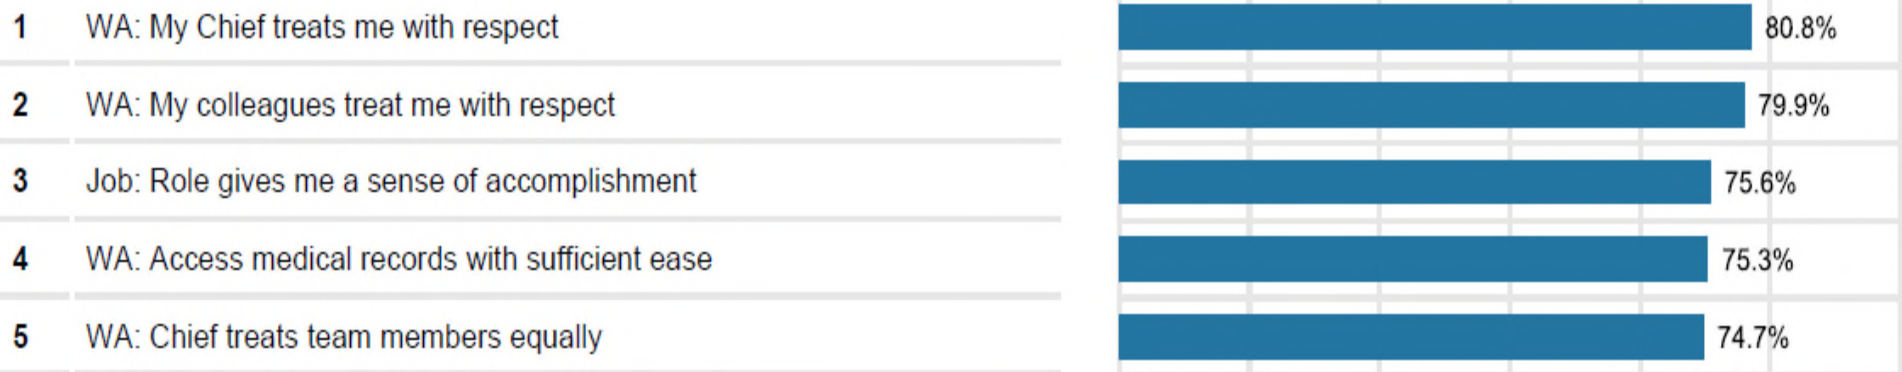 1 WA: My Chief treats me with respect 80.8%
2 WA: My colleagues treat me with respect 79.9%
3 Job: Role gives me a sense of accomplishment 75.6%
4 WA: Access medical records with sufficient ease 75.3%
5 WA: Chief treats team members equally 74.7%